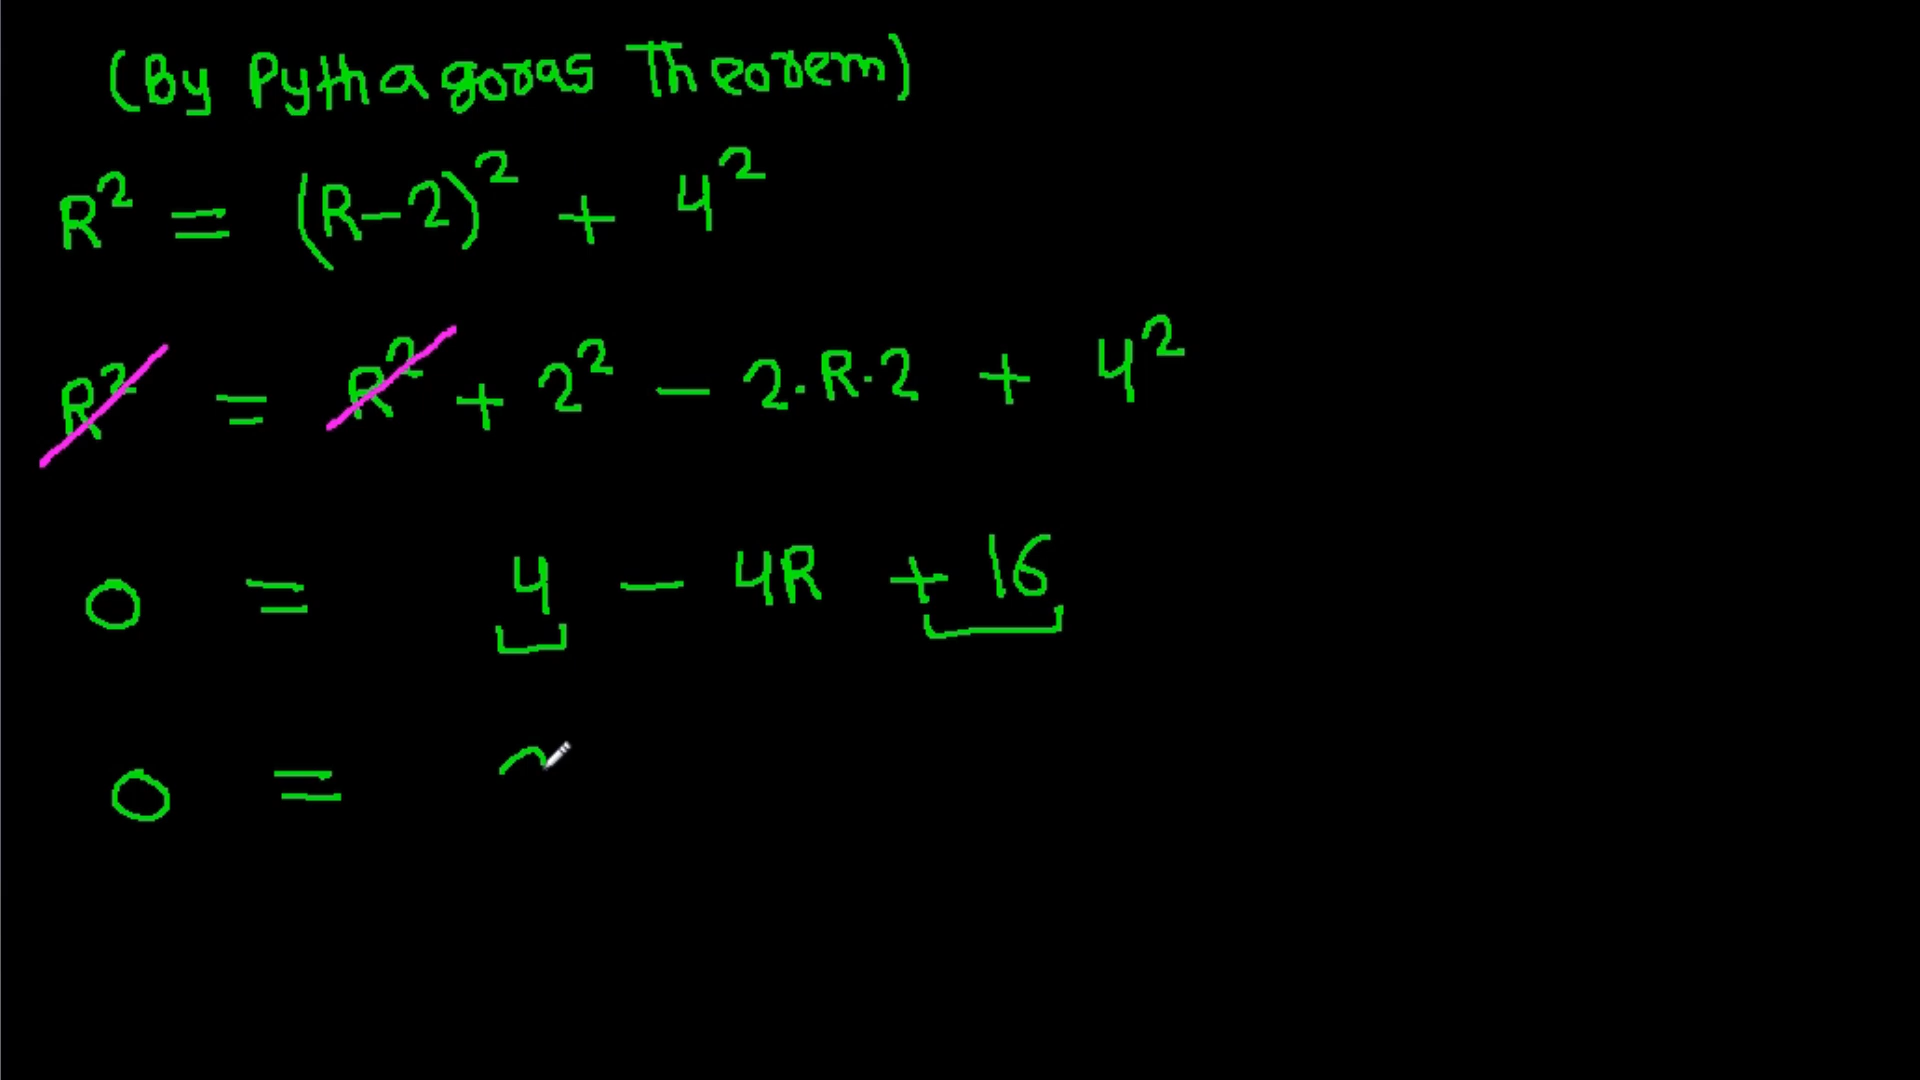 (By Pythagoras Theorem)
R² = (R-2)² + 4²
R² = R² + 2² - 2·R·2 + 4²
0 = 4 - 4R + 16
0 =